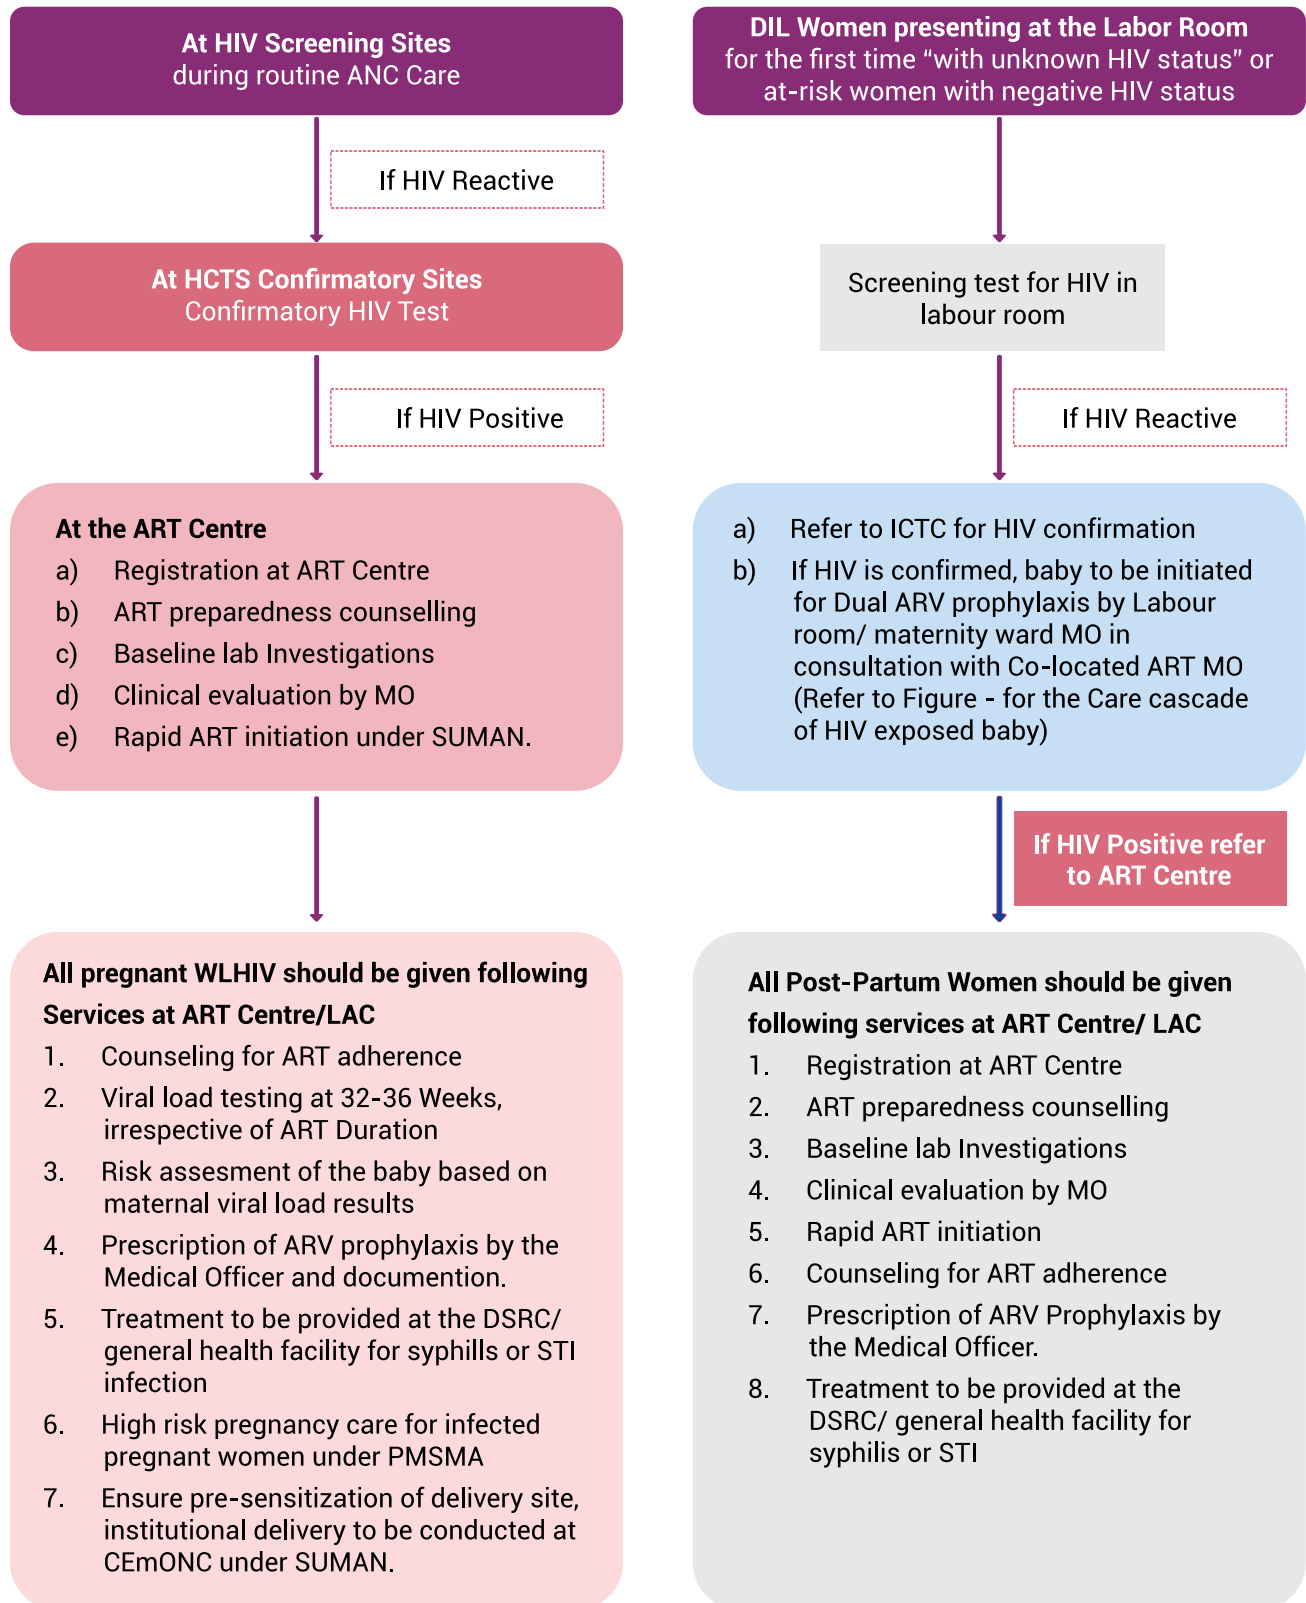 At HIV Screening Sites
during routine ANC Care
If HIV Reactive
At HCTS Confirmatory Sites
Confirmatory HIV Test
If HIV Positive
At the ART Centre
a) Registration at ART Centre
b) ART preparedness counselling
c) Baseline lab Investigations
d) Clinical evaluation by MO
e) Rapid ART initiation under SUMAN.
All pregnant WLHIV should be given following
Services at ART Centre/LAC
1. Counseling for ART adherence
2. Viral load testing at 32-36 Weeks,
irrespective of ART Duration
3. Risk assesment of the baby based on
maternal viral load results
4. Prescription of ARV prophylaxis by the
Medical Officer and documention.
5. Treatment to be provided at the DSRC/
general health facility for syphills or STI
infection
6. High risk pregnancy care for infected
pregnant women under PMSMA
7. Ensure pre-sensitization of delivery site,
institutional delivery to be conducted at
CEmONC under SUMAN.
DIL Women presenting at the Labor Room
for the first time “with unknown HIV status” or
at-risk women with negative HIV status
Screening test for HIV in
labour room
If HIV Reactive
a) Refer to ICTC for HIV confirmation
b) If HIV is confirmed, baby to be initiated
for Dual ARV prophylaxis by Labour
room/ maternity ward MO in
consultation with Co-located ART MO
(Refer to Figure - for the Care cascade
of HIV exposed baby)
If HIV Positive refer
to ART Centre
All Post-Partum Women should be given
following services at ART Centre/ LAC
1. Registration at ART Centre
2. ART preparedness counselling
3. Baseline lab Investigations
4. Clinical evaluation by MO
5. Rapid ART initiation
6. Counseling for ART adherence
7. Prescription of ARV Prophylaxis by
the Medical Officer.
8. Treatment to be provided at the
DSRC/ general health facility for
syphilis or STI